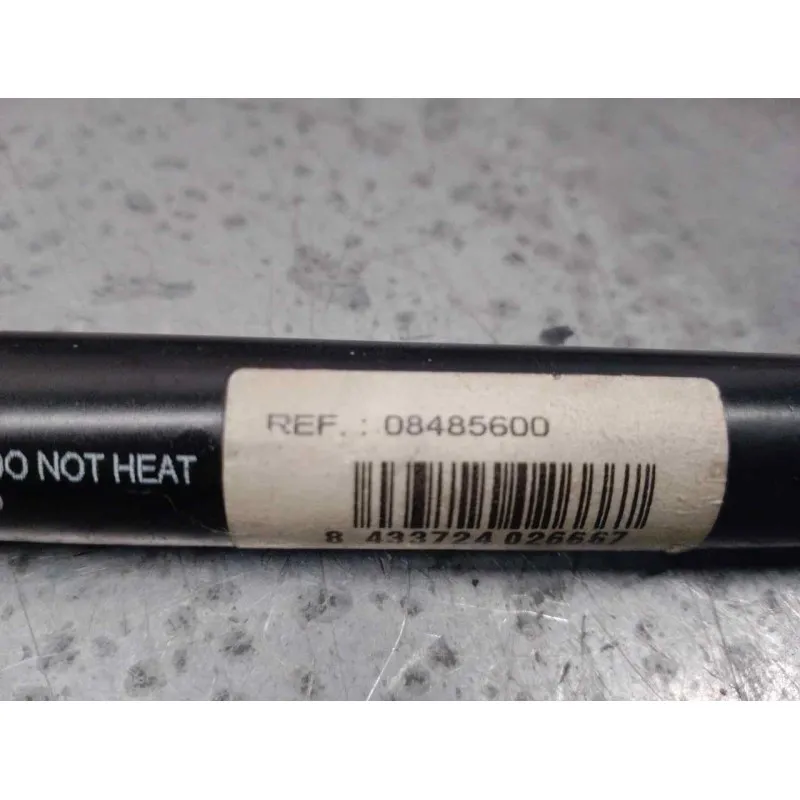 DO NOT HEAT
REF. : 08485600
8 433724 026667